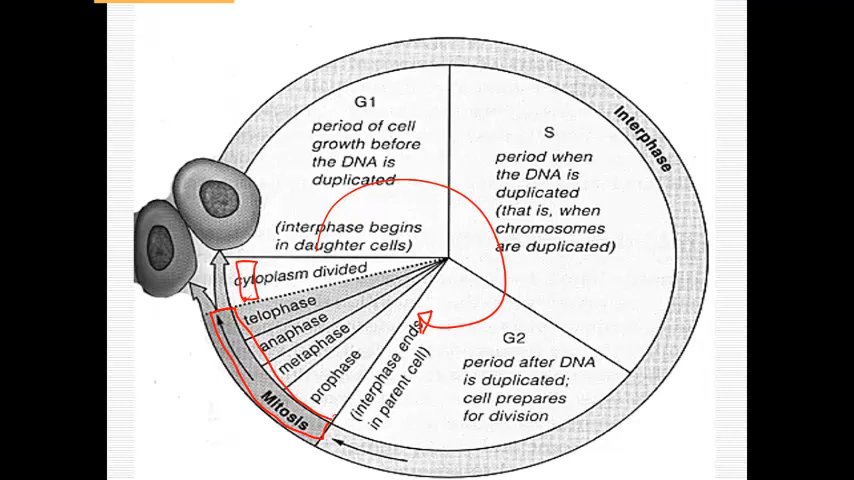 G1
period of cell
growth before
the DNA is
duplicated
(interphase begins
in daughter cells)
S
period when
the DNA is
duplicated
(that is, when
chromosomes
are duplicated)
Interphase
cytoplasm divided
telophase
anaphase
metaphase
prophase
(interphase ends
in parent cell)
G2
period after DNA
is duplicated;
cell prepares
for division
Mitosis